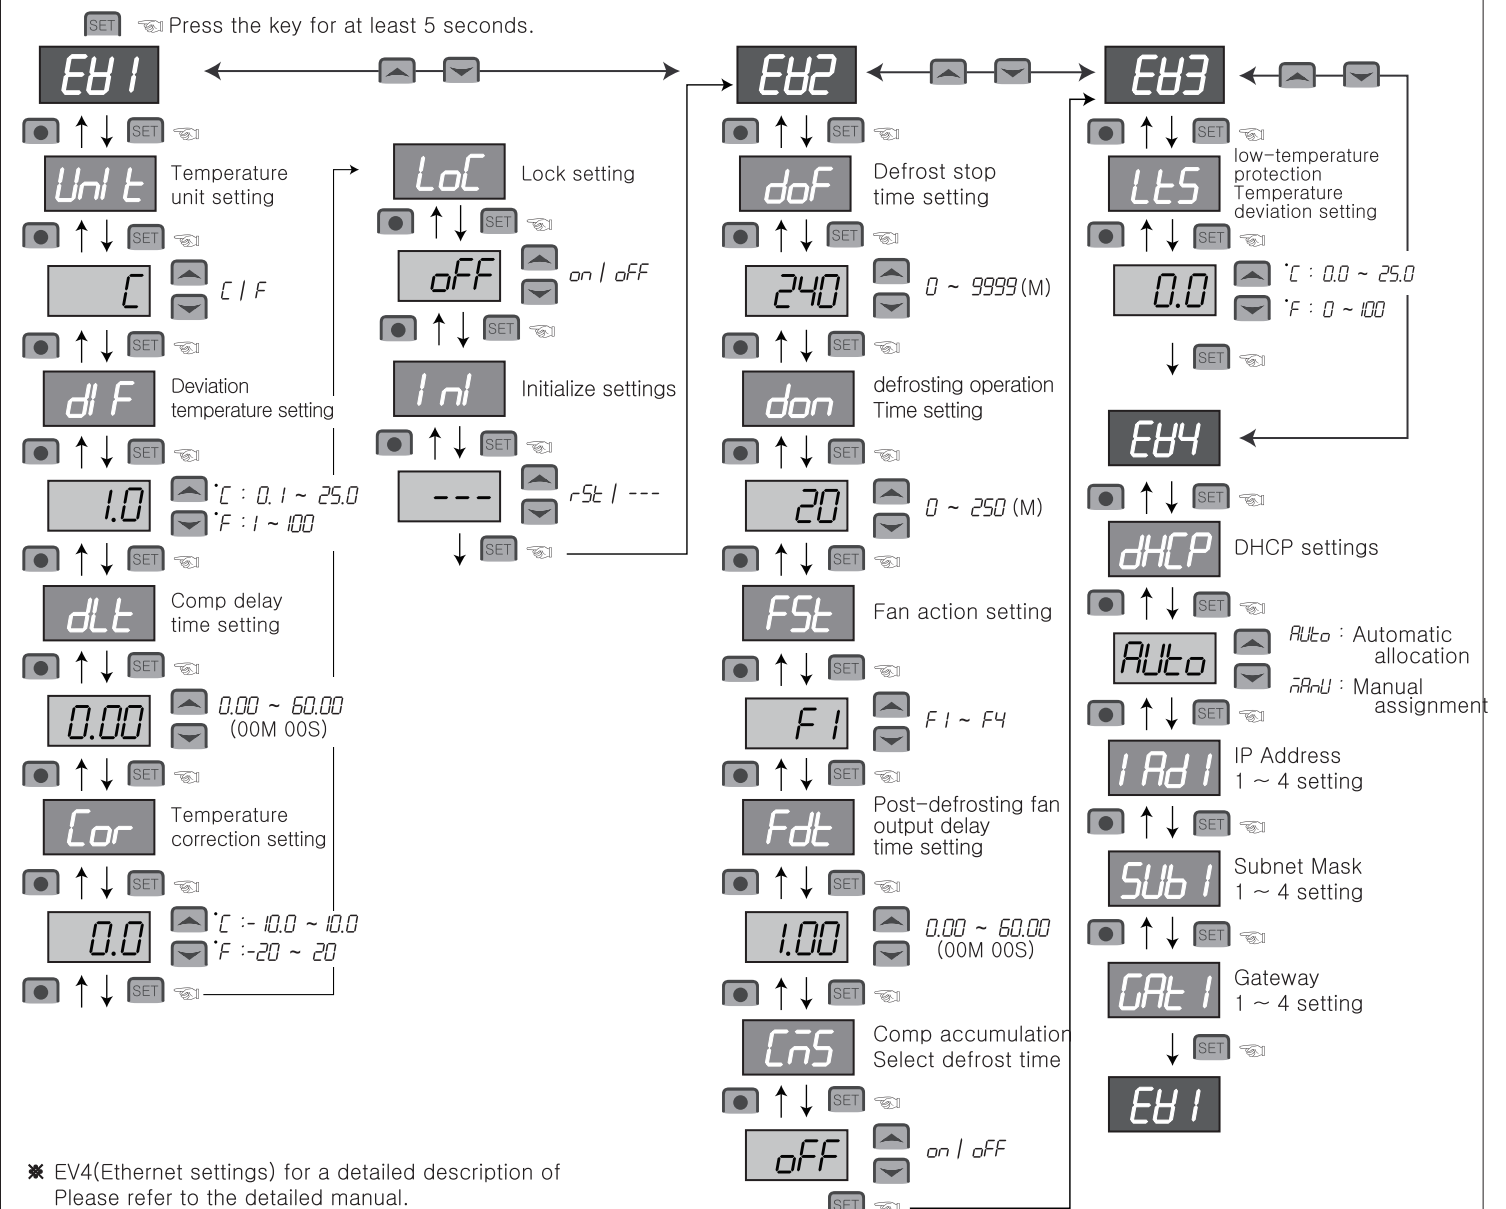 SET Press the key for at least 5 seconds.
EV1
SET
Unit
Temperature
unit setting
SET
C
C / F
SET
dIF
Deviation
temperature setting
SET
1.0
°C : 0.1 ~ 25.0
°F : 1 ~ 100
SET
dLt
Comp delay
time setting
SET
0.00
0.00 ~ 60.00
(00M 00S)
SET
Cor
Temperature
correction setting
SET
0.0
°C :- 10.0 ~ 10.0
°F :-20 ~ 20
SET
LoC
Lock setting
SET
oFF
on / oFF
SET
InI
Initialize settings
SET
---
rSt / ---
SET
EV2
SET
doF
Defrost stop
time setting
SET
240
0 ~ 9999 (M)
SET
don
defrosting operation
Time setting
SET
20
0 ~ 250 (M)
SET
FSt
Fan action setting
SET
F1
F1 ~ F4
SET
Fdt
Post-defrosting fan
output delay
time setting
SET
1.00
0.00 ~ 60.00
(00M 00S)
SET
CmS
Comp accumulation
Select defrost time
SET
oFF
on / oFF
SET
EV3
SET
LtS
low-temperature
protection
Temperature
deviation setting
SET
0.0
°C : 0.0 ~ 25.0
°F : 0 ~ 100
SET
EV4
SET
dHCP
DHCP settings
SET
AUto
AUto : Automatic
allocation
mAnU : Manual
assignment
SET
IAd1
IP Address
1 ~ 4 setting
SET
SUb1
Subnet Mask
1 ~ 4 setting
SET
GAt1
Gateway
1 ~ 4 setting
SET
EV1
※ EV4(Ethernet settings) for a detailed description of
Please refer to the detailed manual.